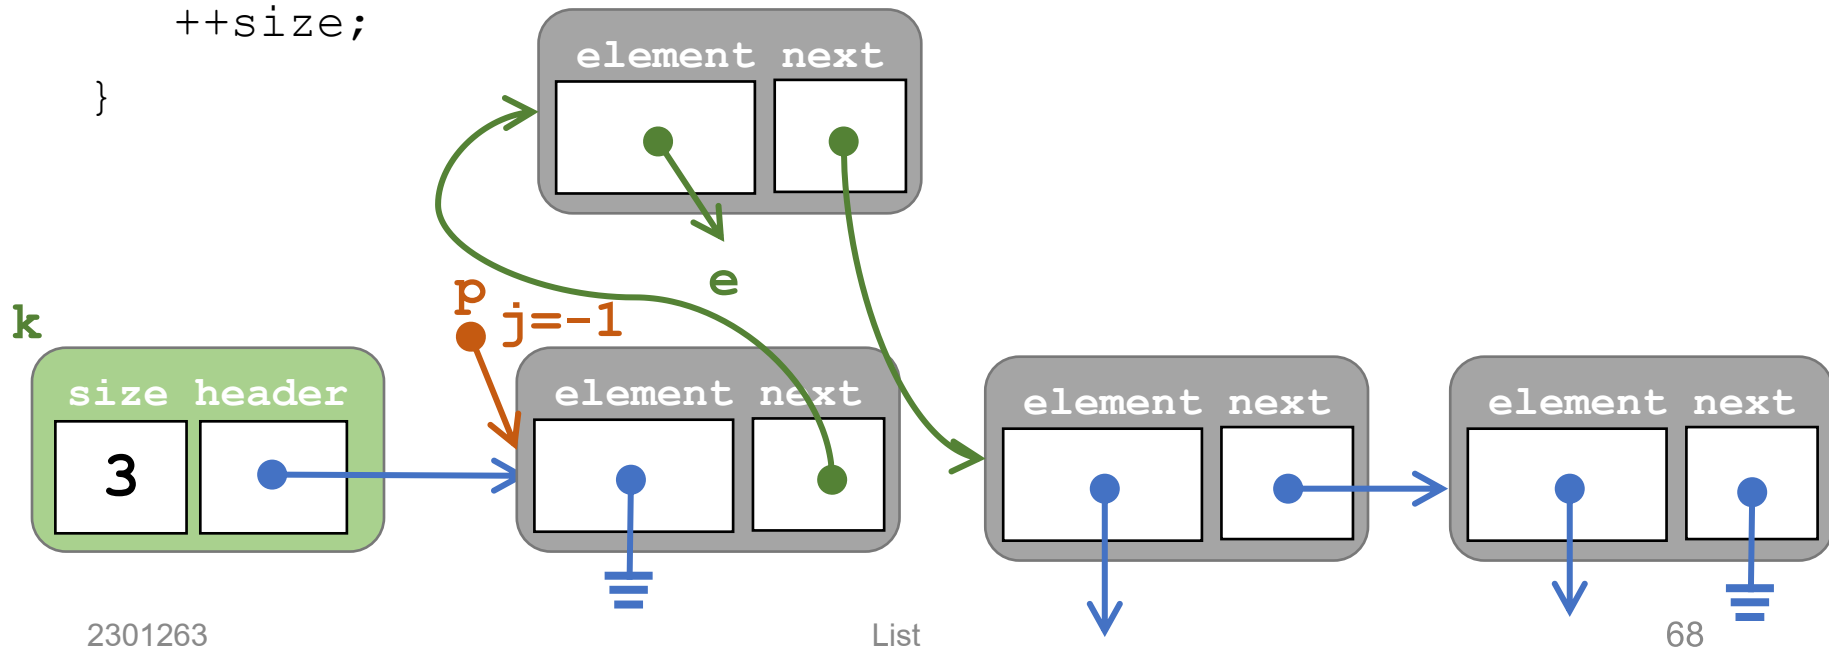 ++size;
}
element next
e
k
p
j=-1
size header
3
element next
element next
element next
2301263
List
68